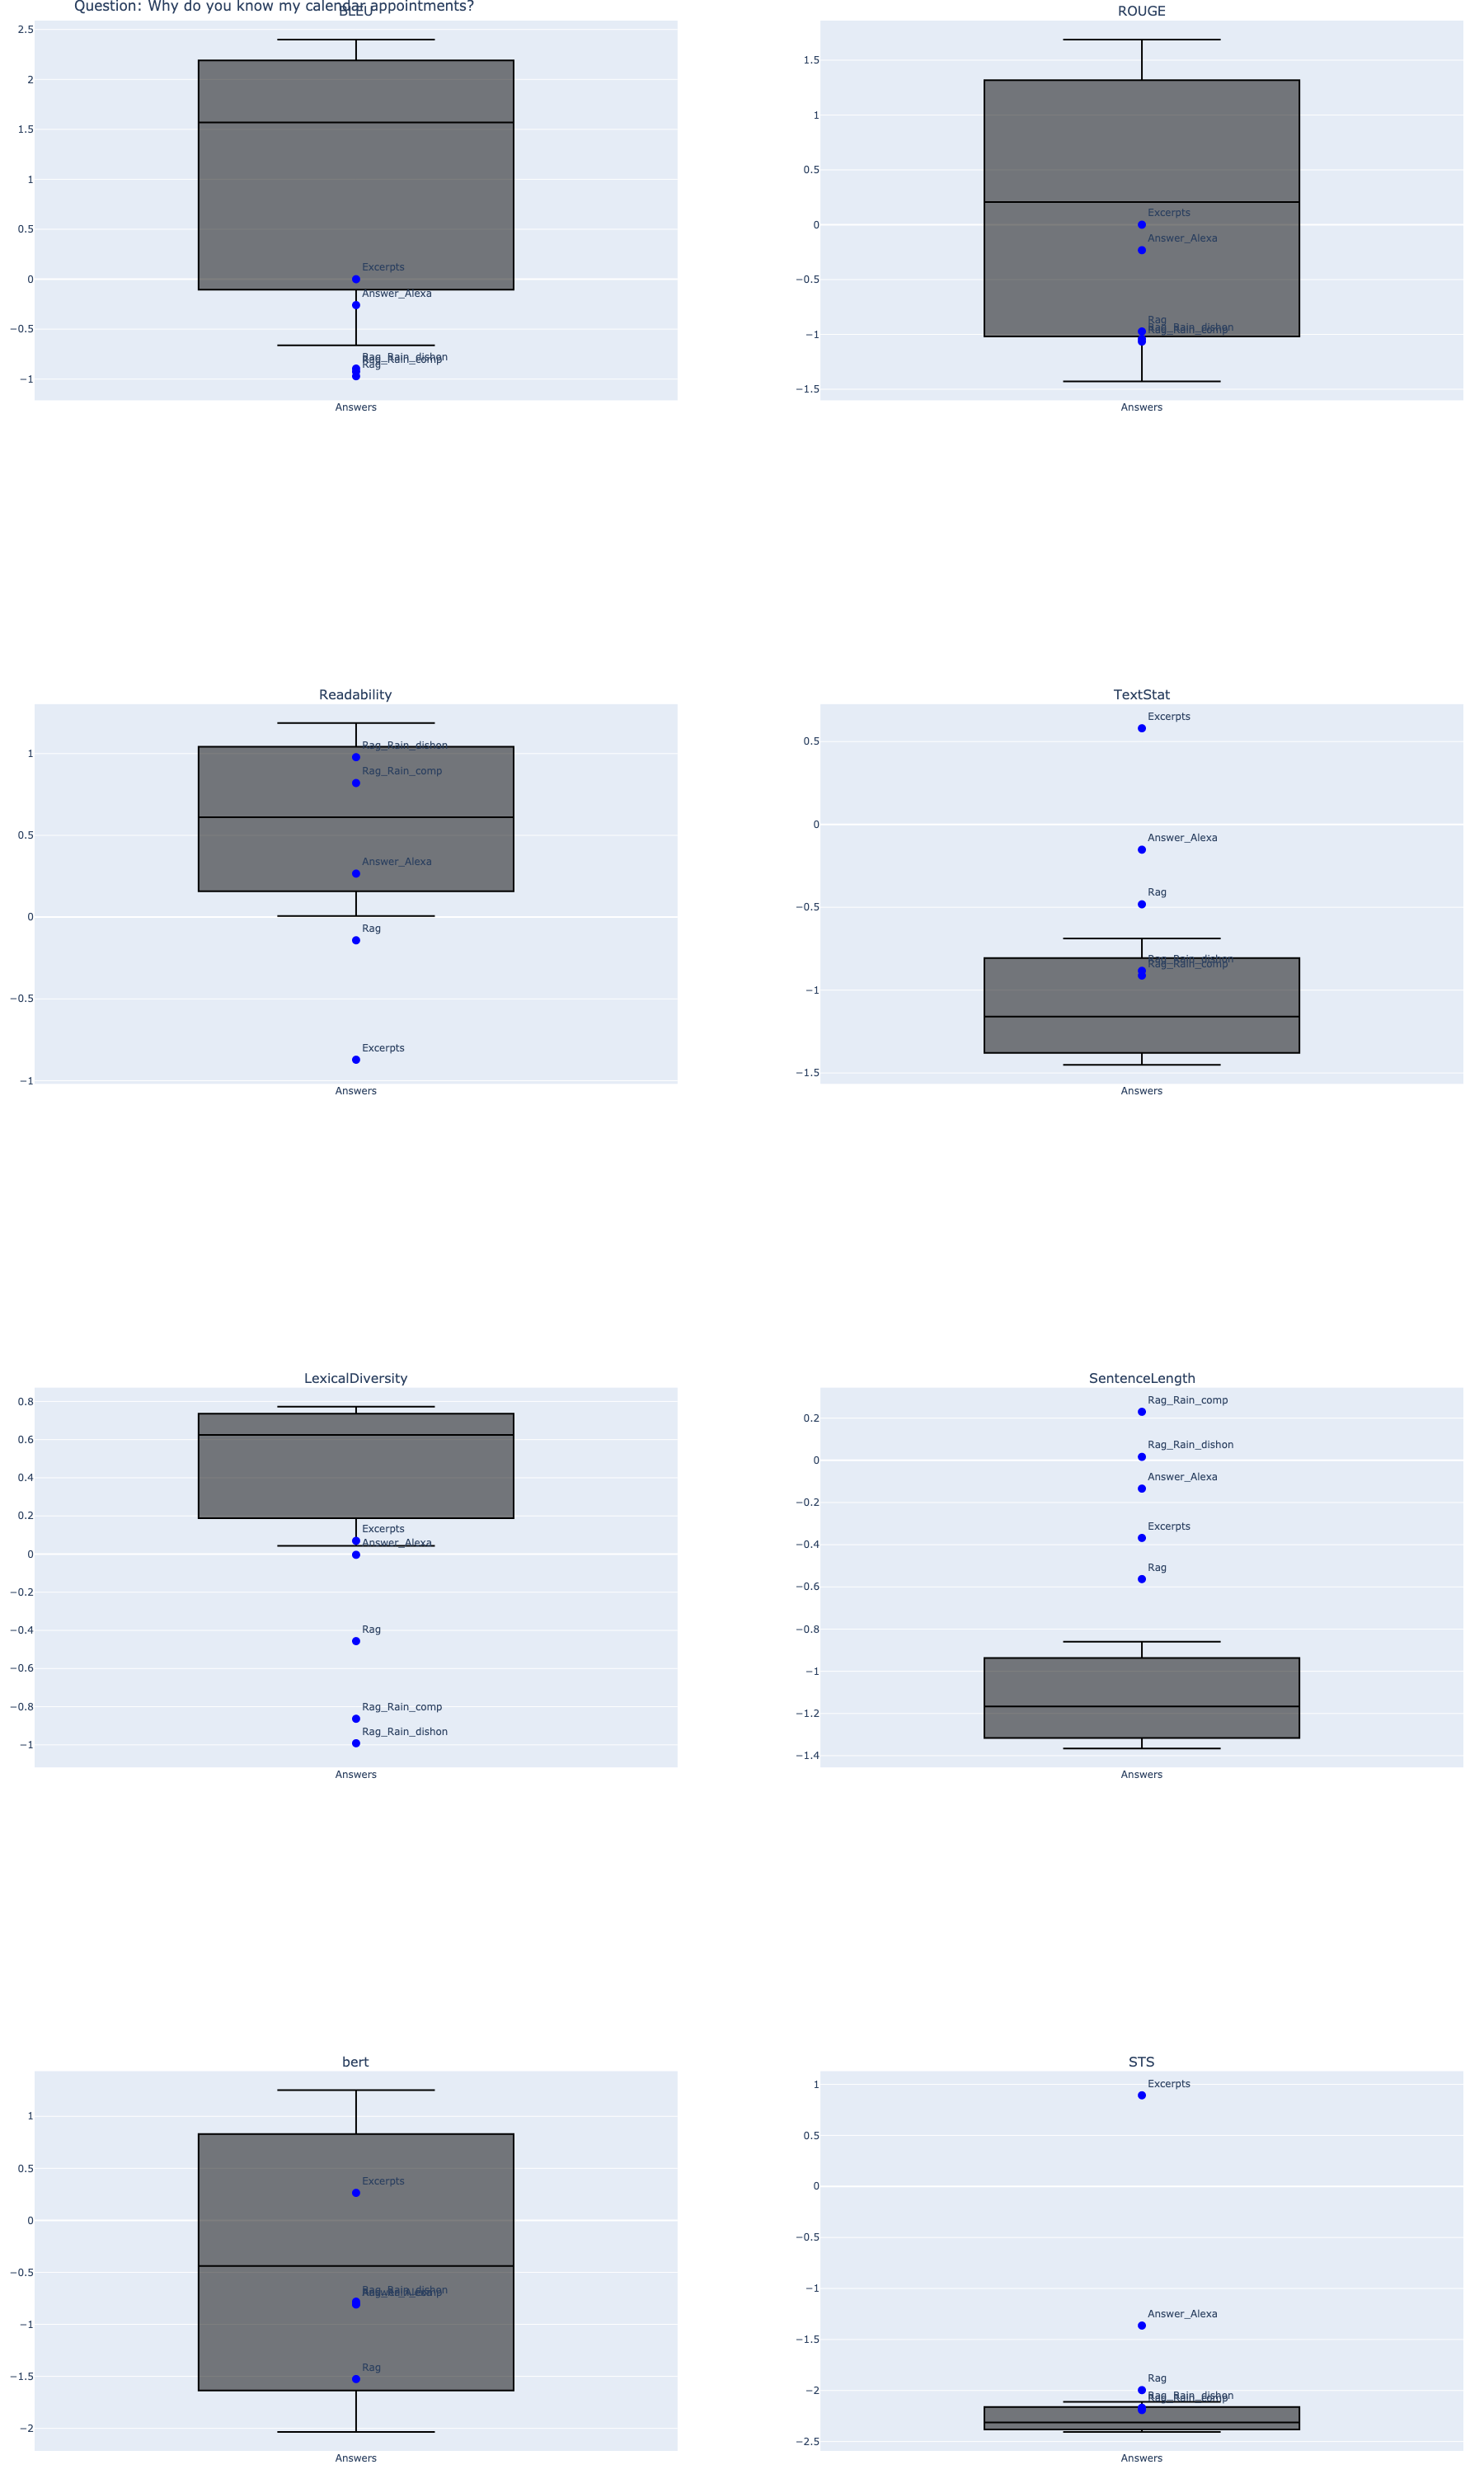 Question: Why do you know my calendar appointments?
BLEU
2.5
2
1.5
1
0.5
0
−0.5
−1
Excerpts
Answer_Alexa
Rag_Rain_dishon
Rag_Rain_comp
Rag
Answers
ROUGE
1.5
1
0.5
0
−0.5
−1
−1.5
Excerpts
Answer_Alexa
Rag
Rag_Rain_dishon
Rag_Rain_comp
Answers
Readability
1
0.5
0
−0.5
−1
Rag_Rain_dishon
Rag_Rain_comp
Answer_Alexa
Rag
Excerpts
Answers
TextStat
0.5
0
−0.5
−1
−1.5
Excerpts
Answer_Alexa
Rag
Rag_Rain_dishon
Rag_Rain_comp
Answers
LexicalDiversity
0.8
0.6
0.4
0.2
0
−0.2
−0.4
−0.6
−0.8
−1
Excerpts
Answer_Alexa
Rag
Rag_Rain_comp
Rag_Rain_dishon
Answers
SentenceLength
0.2
0
−0.2
−0.4
−0.6
−0.8
−1
−1.2
−1.4
Rag_Rain_comp
Rag_Rain_dishon
Answer_Alexa
Excerpts
Rag
Answers
bert
1
0.5
0
−0.5
−1
−1.5
−2
Excerpts
Rag_Rain_dishon
Answer_Alexa
Rag_Rain_comp
Rag
Answers
STS
1
0.5
0
−0.5
−1
−1.5
−2
−2.5
Excerpts
Answer_Alexa
Rag
Rag_Rain_dishon
Rag_Rain_comp
Answers